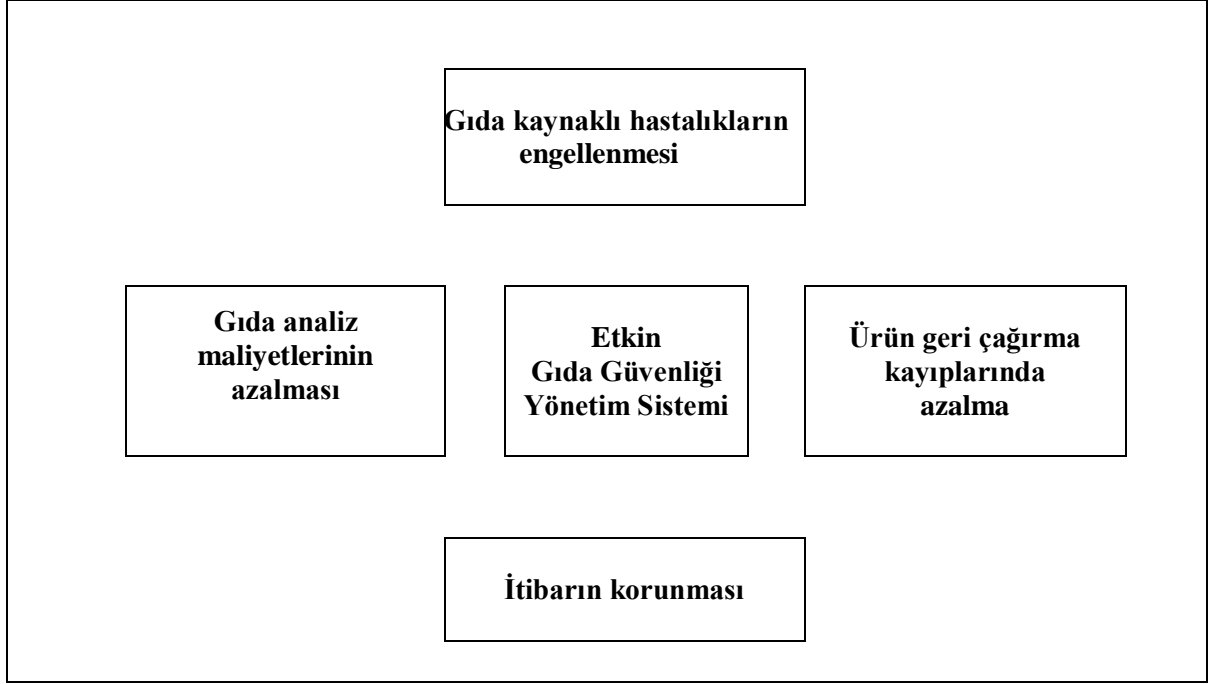 Gıda kaynaklı hastalıkların
engellenmesi
Gıda analiz
maliyetlerinin
azalması
Etkin
Gıda Güvenliği
Yönetim Sistemi
Ürün geri çağırma
kayıplarında
azalma
İtibarın korunması